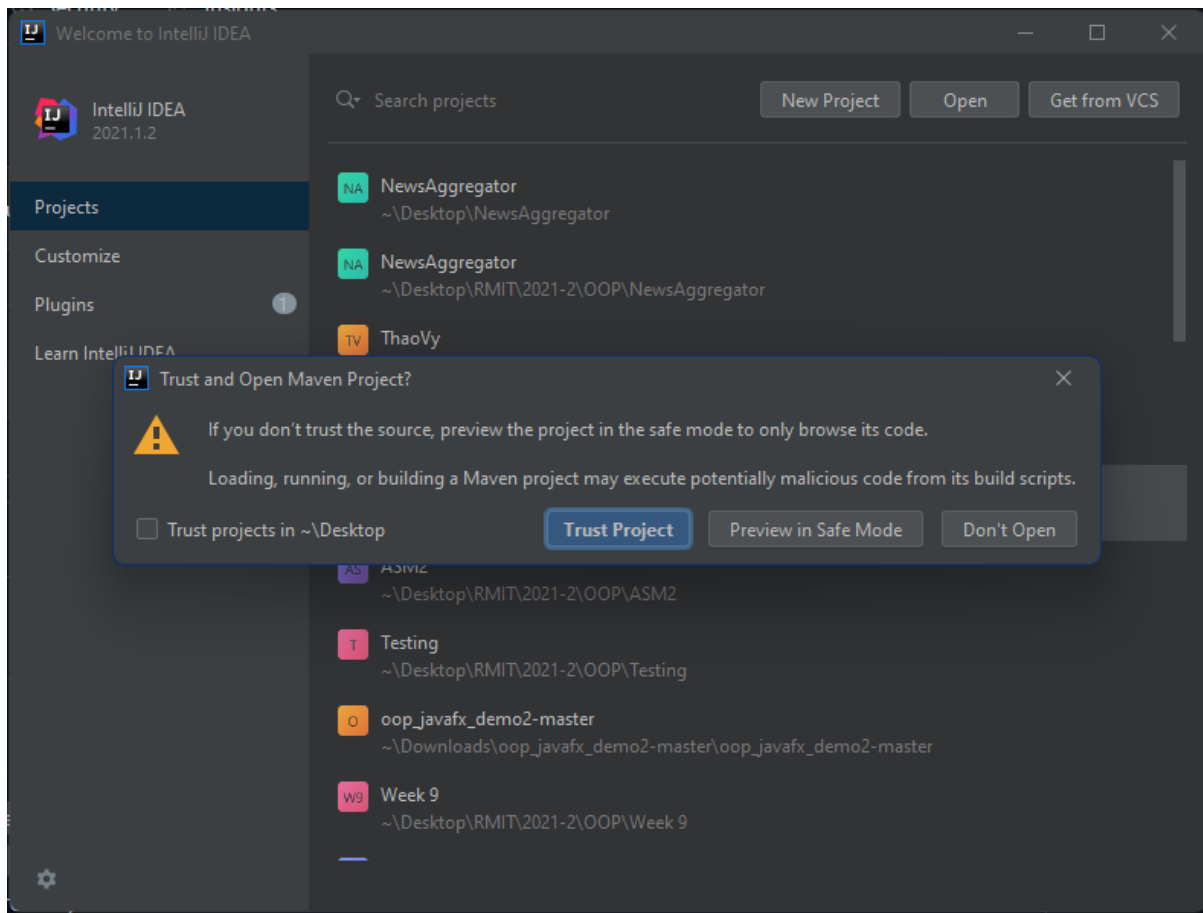 Welcome to IntelliJ IDEA
IntelliJ IDEA
2021.1.2
Search projects
New Project
Open
Get from VCS
Projects
Customize
Plugins
1
Learn IntelliJ IDEA
NA
NewsAggregator
~\Desktop\NewsAggregator
NA
NewsAggregator
~\Desktop\RMIT\2021-2\OOP\NewsAggregator
TV
ThaoVy
Trust and Open Maven Project?
If you don't trust the source, preview the project in the safe mode to only browse its code.
Loading, running, or building a Maven project may execute potentially malicious code from its build scripts.
Trust projects in ~\Desktop
Trust Project
Preview in Safe Mode
Don't Open
AS
ASM2
~\Desktop\RMIT\2021-2\OOP\ASM2
T
Testing
~\Desktop\RMIT\2021-2\OOP\Testing
O
oop_javafx_demo2-master
~\Downloads\oop_javafx_demo2-master\oop_javafx_demo2-master
W9
Week 9
~\Desktop\RMIT\2021-2\OOP\Week 9